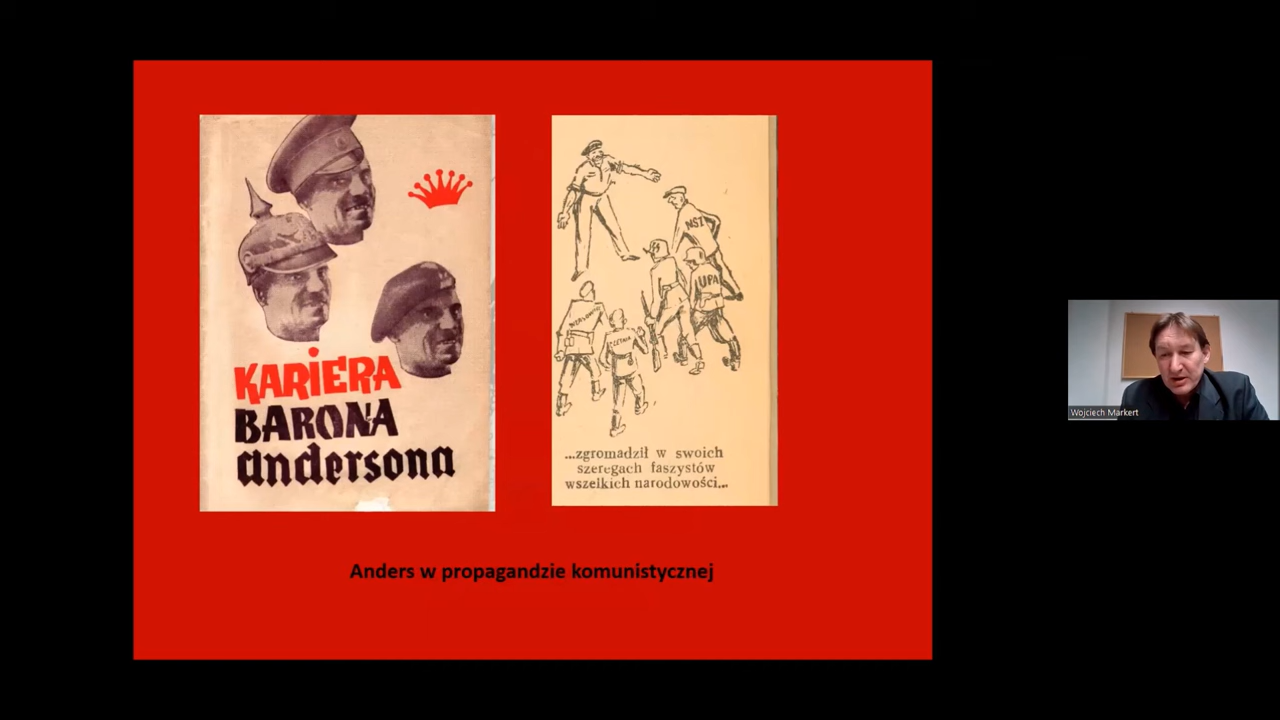 KARIERA
BARONA
andersona
NSZ
UPA
...zgromadził w swoich
szeregach faszystów
wszelkich narodowości...
Anders w propagandzie komunistycznej
Wojciech Markert